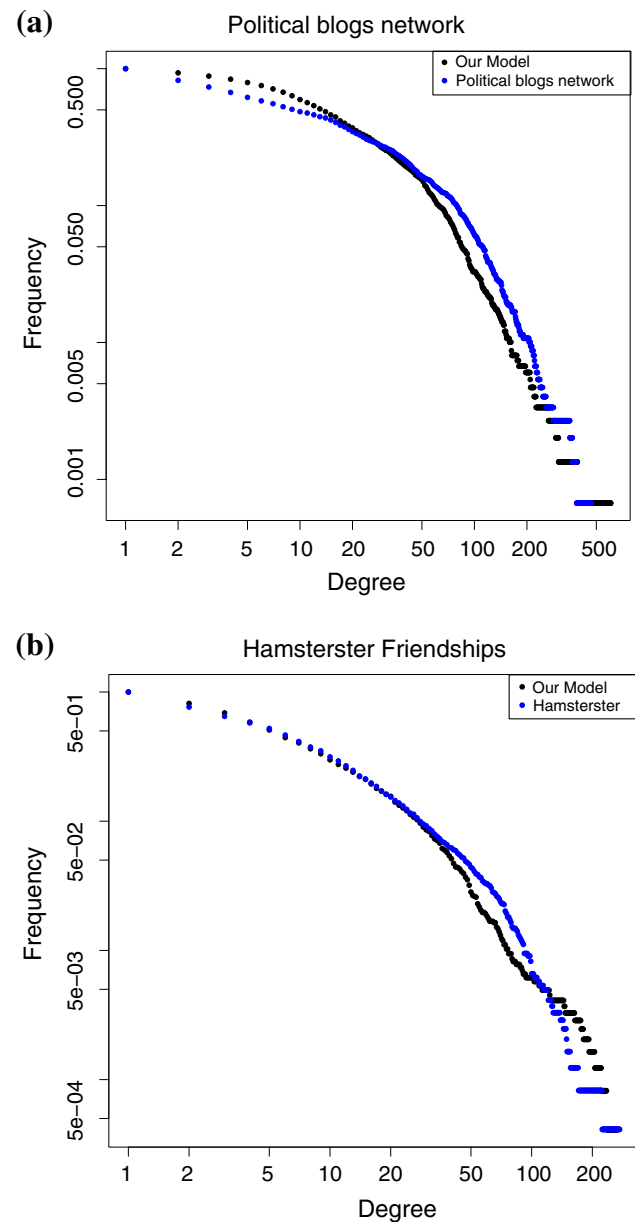 (a)
Political blogs network
Our Model
Political blogs network
Frequency
0.500
0.050
0.005
0.001
1 2 5 10 20 50 100 200 500
Degree
(b)
Hamsterster Friendships
Our Model
Hamsterster
Frequency
5e−01
5e−02
5e−03
5e−04
1 2 5 10 20 50 100 200
Degree